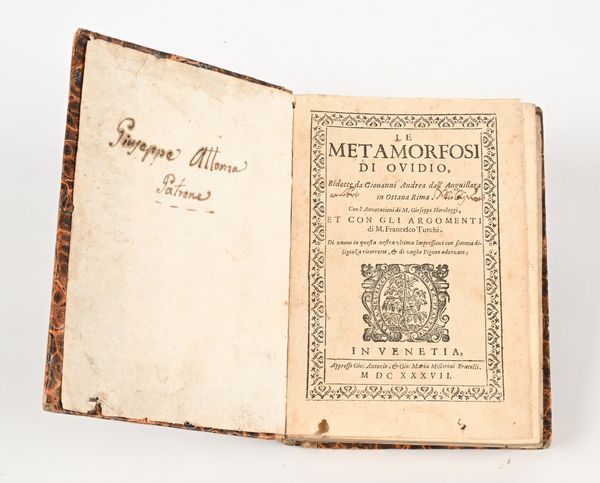 Giuseppe Altoma
Patrone
LE
METAMORFOSI
DI OVIDIO,
Ridotte da Giouanni Andrea dall' Anguillara
in Ottaua Rima.
Con l'Annotationi di M. Gioseppe Horologgi,
ET CON GLI ARGOMENTI
di M. Francesco Turchi.
Di nuouo in questa nostra vltima Impressione con somma di-
ligenza ricorrette, & di vaghe Figure adornate.
IN VENETIA,
Appresso Gio: Antonio, & Gio: Maria Misserini Fratelli.
M DC XXXVII.